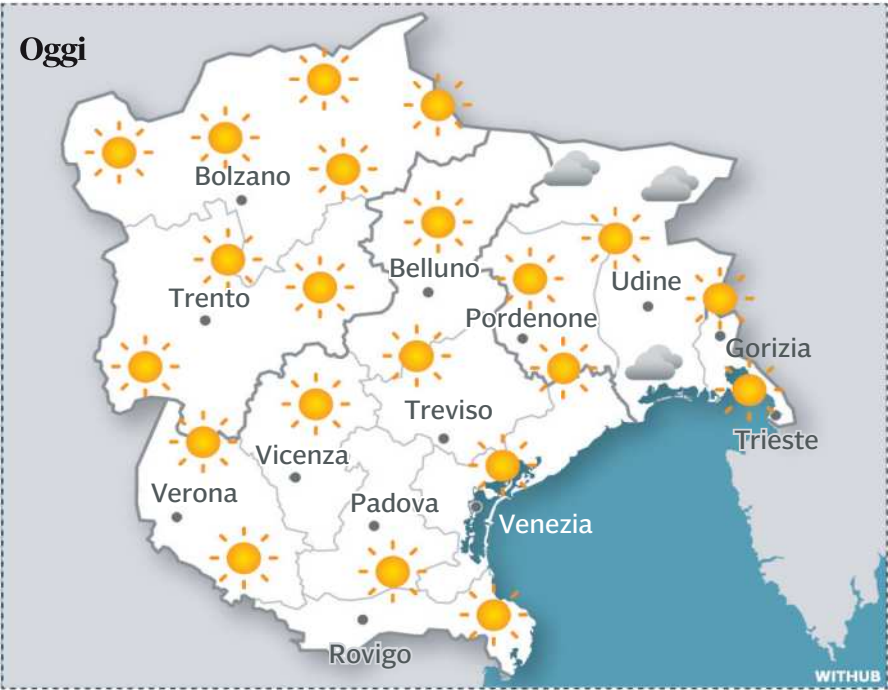 Oggi
Bolzano
Belluno
Udine
Trento
Pordenone
Gorizia
Treviso
Trieste
Vicenza
Verona
Padova
Venezia
Rovigo
WITHUB